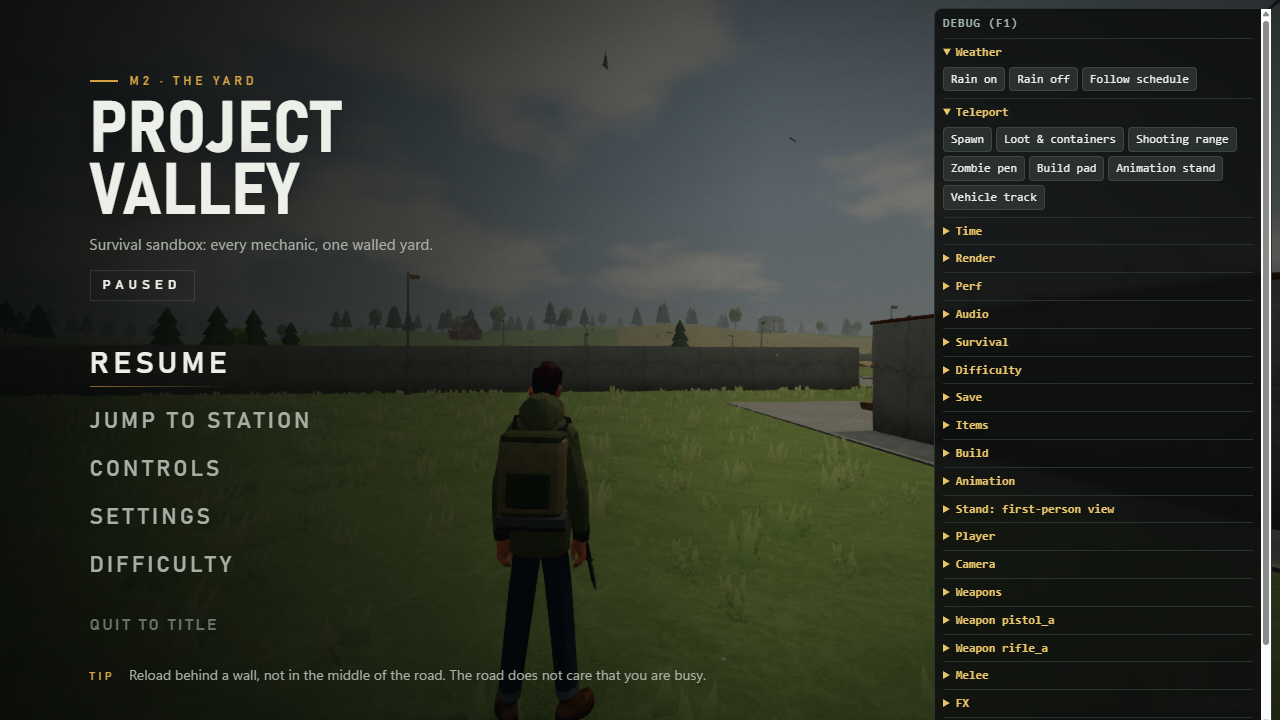 M2 · THE YARD
PROJECT
VALLEY
Survival sandbox: every mechanic, one walled yard.
PAUSED
RESUME
JUMP TO STATION
CONTROLS
SETTINGS
DIFFICULTY
QUIT TO TITLE
TIP Reload behind a wall, not in the middle of the road. The road does not care that you are busy.
DEBUG (F1)
Weather
Rain on Rain off Follow schedule
Teleport
Spawn Loot & containers Shooting range
Zombie pen Build pad Animation stand
Vehicle track
Time
Render
Perf
Audio
Survival
Difficulty
Save
Items
Build
Animation
Stand: first-person view
Player
Camera
Weapons
Weapon pistol_a
Weapon rifle_a
Melee
FX